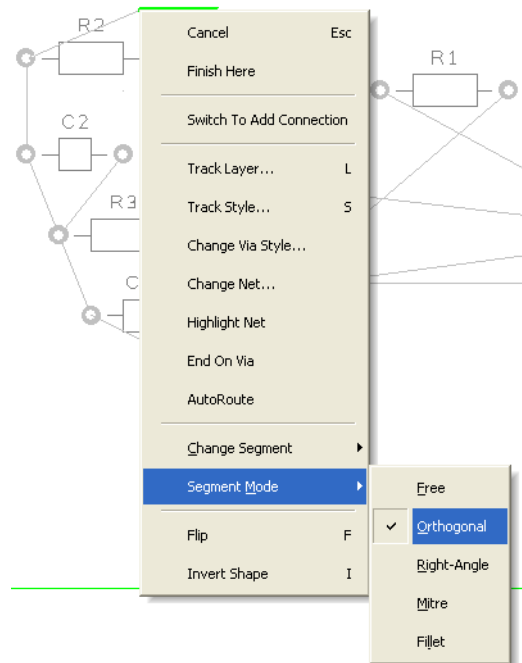 R2
R1
C2
R3
C
Cancel Esc
Finish Here
Switch To Add Connection
Track Layer... L
Track Style... S
Change Via Style...
Change Net...
Highlight Net
End On Via
AutoRoute
Change Segment
Segment Mode
Flip F
Invert Shape I
Free
Orthogonal
Right-Angle
Mitre
Fillet